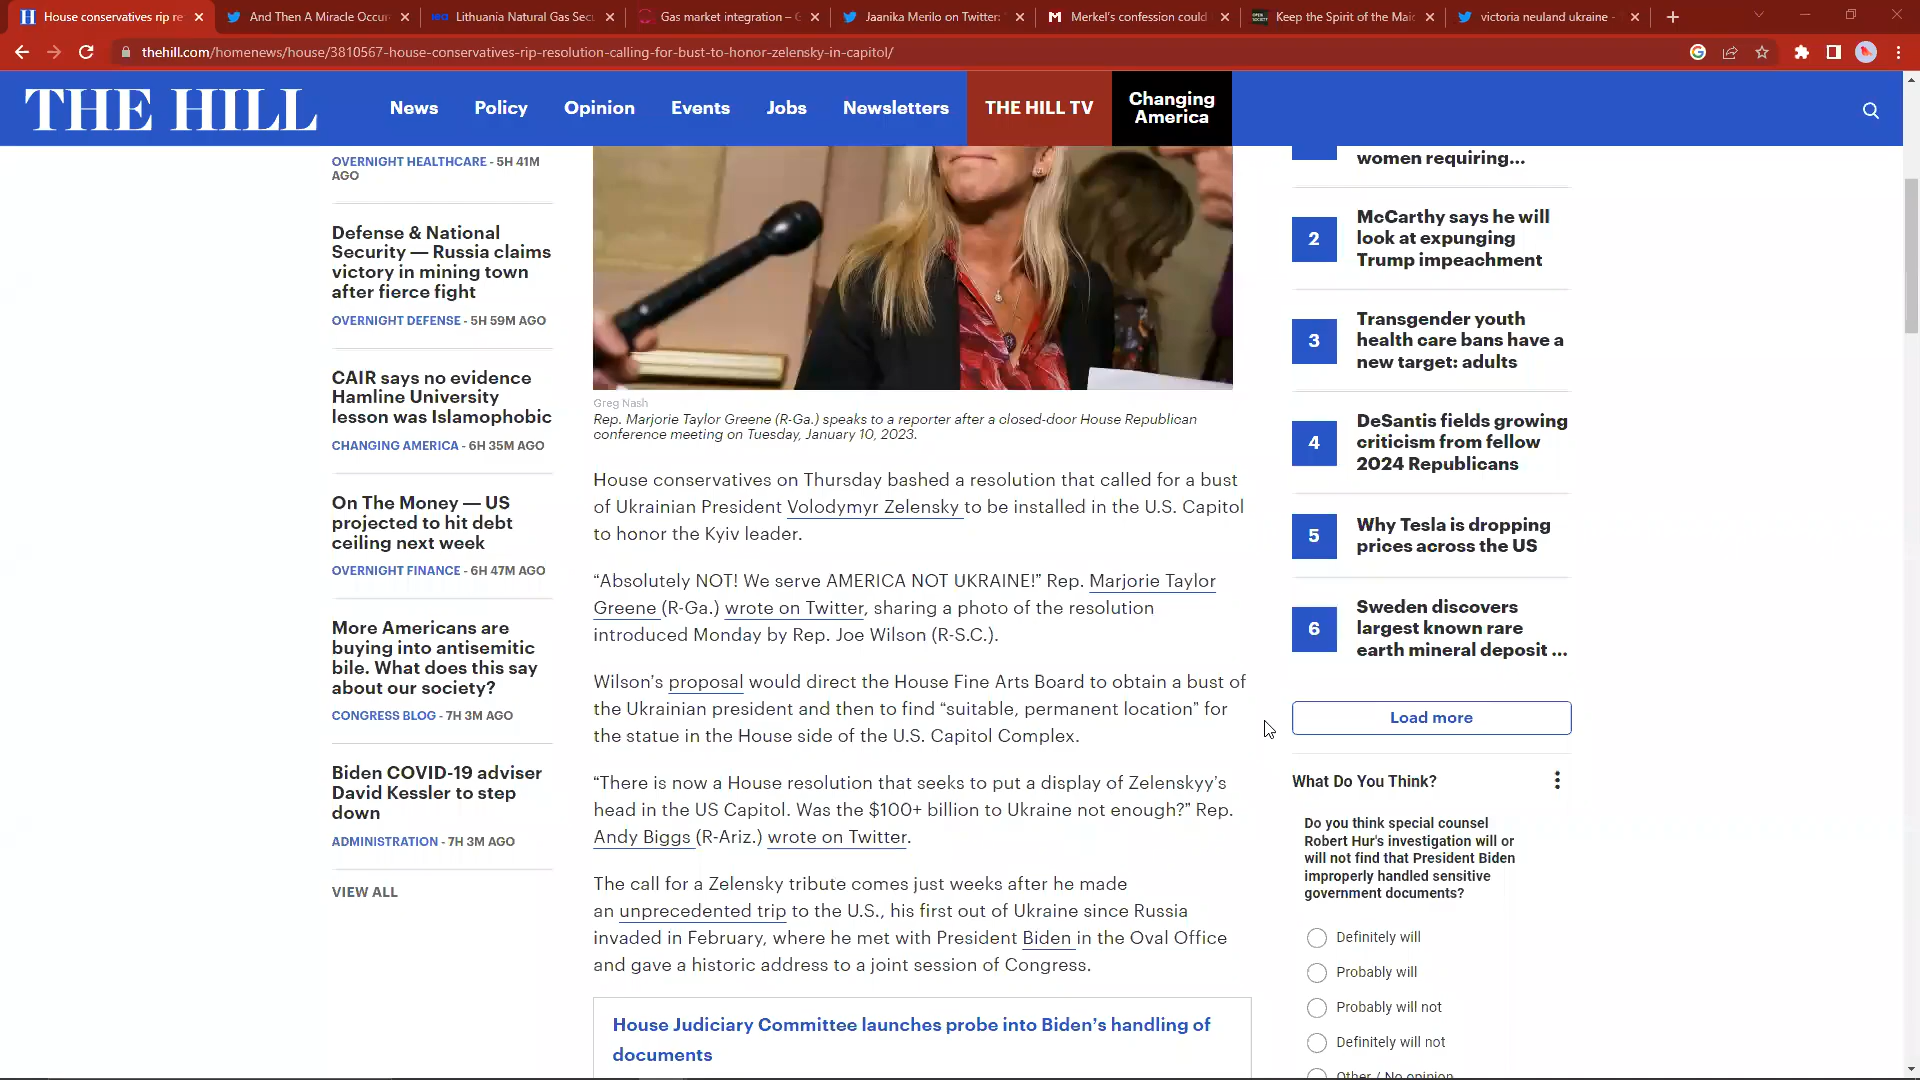 House conservatives rip re
And Then A Miracle Occur
Lithuania Natural Gas Sec
Gas market integration – G
Jaanika Merilo on Twitter:
Merkel's confession could
Keep the Spirit of the Mai
victoria neuland ukraine -
thehill.com/homenews/house/3810567-house-conservatives-rip-resolution-calling-for-bust-to-honor-zelensky-in-capitol/
THE HILL
News
Policy
Opinion
Events
Jobs
Newsletters
THE HILL TV
Changing
America
OVERNIGHT HEALTHCARE - 5H 41M
AGO
Defense & National
Security — Russia claims
victory in mining town
after fierce fight
OVERNIGHT DEFENSE - 5H 59M AGO
CAIR says no evidence
Hamline University
lesson was Islamophobic
CHANGING AMERICA - 6H 35M AGO
On The Money — US
projected to hit debt
ceiling next week
OVERNIGHT FINANCE - 6H 47M AGO
More Americans are
buying into antisemitic
bile. What does this say
about our society?
CONGRESS BLOG - 7H 3M AGO
Biden COVID-19 adviser
David Kessler to step
down
ADMINISTRATION - 7H 3M AGO
VIEW ALL
Greg Nash
Rep. Marjorie Taylor Greene (R-Ga.) speaks to a reporter after a closed-door House Republican
conference meeting on Tuesday, January 10, 2023.
House conservatives on Thursday bashed a resolution that called for a bust
of Ukrainian President Volodymyr Zelensky to be installed in the U.S. Capitol
to honor the Kyiv leader.
“Absolutely NOT! We serve AMERICA NOT UKRAINE!” Rep. Marjorie Taylor
Greene (R-Ga.) wrote on Twitter, sharing a photo of the resolution
introduced Monday by Rep. Joe Wilson (R-S.C.).
Wilson’s proposal would direct the House Fine Arts Board to obtain a bust of
the Ukrainian president and then to find “suitable, permanent location” for
the statue in the House side of the U.S. Capitol Complex.
“There is now a House resolution that seeks to put a display of Zelenskyy’s
head in the US Capitol. Was the $100+ billion to Ukraine not enough?” Rep.
Andy Biggs (R-Ariz.) wrote on Twitter.
The call for a Zelensky tribute comes just weeks after he made
an unprecedented trip to the U.S., his first out of Ukraine since Russia
invaded in February, where he met with President Biden in the Oval Office
and gave a historic address to a joint session of Congress.
House Judiciary Committee launches probe into Biden’s handling of
documents
women requiring...
2
McCarthy says he will
look at expunging
Trump impeachment
3
Transgender youth
health care bans have a
new target: adults
4
DeSantis fields growing
criticism from fellow
2024 Republicans
5
Why Tesla is dropping
prices across the US
6
Sweden discovers
largest known rare
earth mineral deposit ...
Load more
What Do You Think?
Do you think special counsel
Robert Hur's investigation will or
will not find that President Biden
improperly handled sensitive
government documents?
Definitely will
Probably will
Probably will not
Definitely will not
Other / No opinion